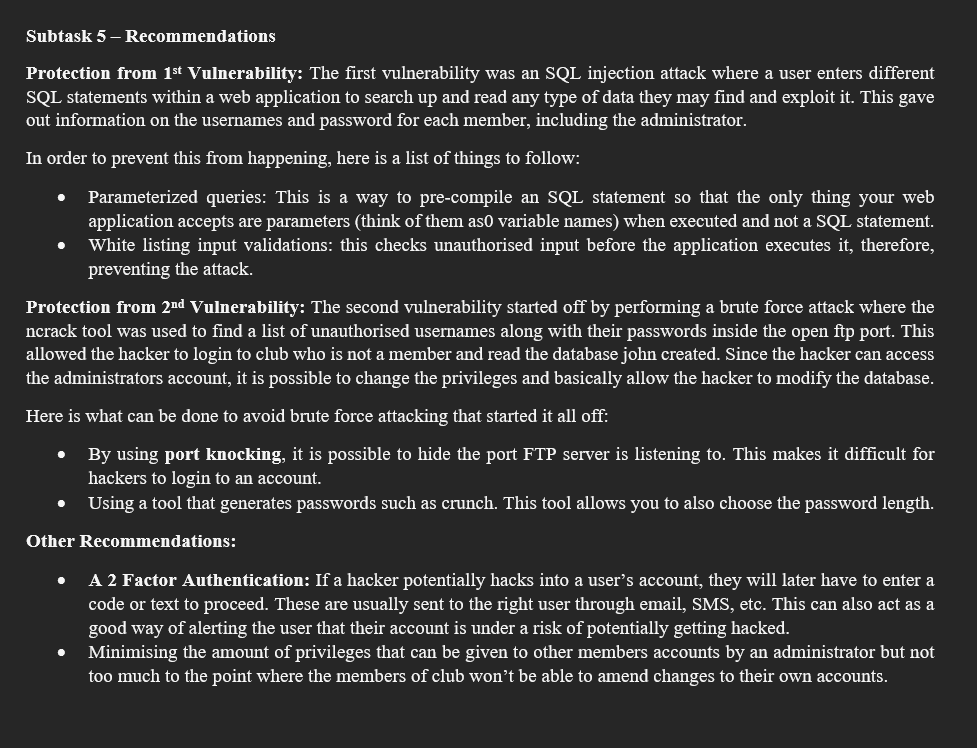 Subtask 5 – Recommendations
Protection from 1st Vulnerability: The first vulnerability was an SQL injection attack where a user enters different
SQL statements within a web application to search up and read any type of data they may find and exploit it. This gave
out information on the usernames and password for each member, including the administrator.
In order to prevent this from happening, here is a list of things to follow:
• Parameterized queries: This is a way to pre-compile an SQL statement so that the only thing your web
application accepts are parameters (think of them as0 variable names) when executed and not a SQL statement.
• White listing input validations: this checks unauthorised input before the application executes it, therefore,
preventing the attack.
Protection from 2nd Vulnerability: The second vulnerability started off by performing a brute force attack where the
ncrack tool was used to find a list of unauthorised usernames along with their passwords inside the open ftp port. This
allowed the hacker to login to club who is not a member and read the database john created. Since the hacker can access
the administrators account, it is possible to change the privileges and basically allow the hacker to modify the database.
Here is what can be done to avoid brute force attacking that started it all off:
• By using port knocking, it is possible to hide the port FTP server is listening to. This makes it difficult for
hackers to login to an account.
• Using a tool that generates passwords such as crunch. This tool allows you to also choose the password length.
Other Recommendations:
• A 2 Factor Authentication: If a hacker potentially hacks into a user’s account, they will later have to enter a
code or text to proceed. These are usually sent to the right user through email, SMS, etc. This can also act as a
good way of alerting the user that their account is under a risk of potentially getting hacked.
• Minimising the amount of privileges that can be given to other members accounts by an administrator but not
too much to the point where the members of club won’t be able to amend changes to their own accounts.